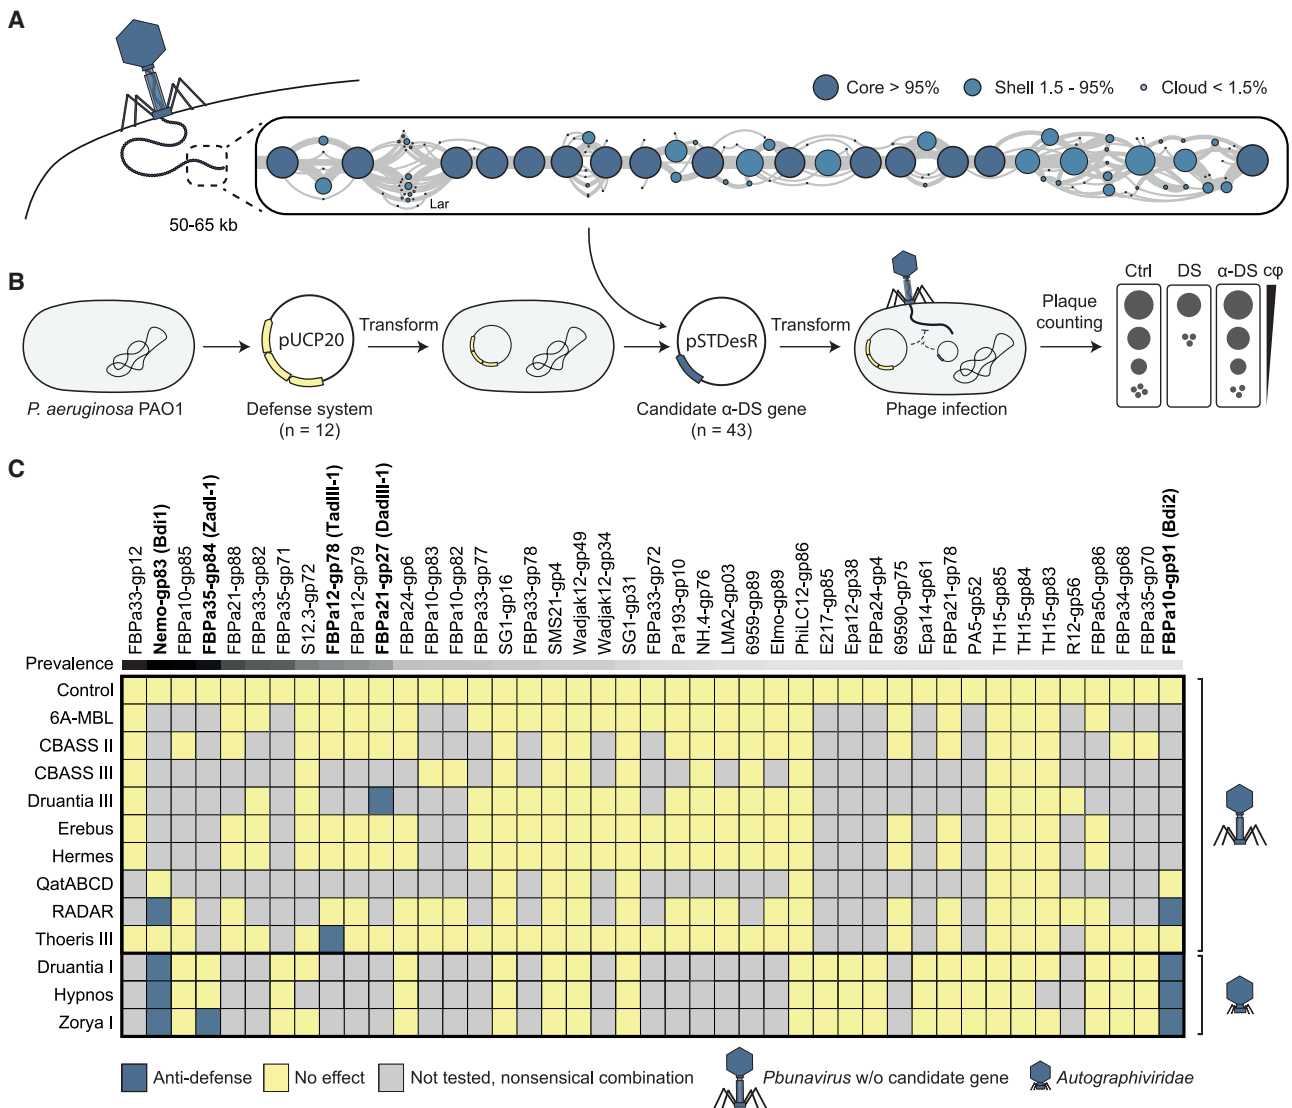 A
Core > 95%
Shell 1.5 - 95%
Cloud < 1.5%
Lar
50-65 kb
B
Ctrl DS α-DS cφ
P. aeruginosa PAO1
pUCP20
Defense system
(n = 12)
Transform
pSTDesR
Candidate α-DS gene
(n = 43)
Transform
Phage infection
Plaque
counting
C
FBPa33-gp12
Nemo-gp83 (Bdi1)
FBPa10-gp85
FBPa35-gp84 (ZadI-1)
FBPa21-gp88
FBPa33-gp82
FBPa35-gp71
S12.3-gp72
FBPa12-gp78 (TadIII-1)
FBPa12-gp79
FBPa21-gp27 (DadIII-1)
FBPa24-gp6
FBPa10-gp83
FBPa10-gp82
FBPa33-gp77
SG1-gp16
FBPa33-gp78
SMS21-gp4
Wadjak12-gp49
Wadjak12-gp34
SG1-gp31
FBPa33-gp72
Pa193-gp10
NH.4-gp76
LMA2-gp03
6959-gp89
Elmo-gp89
PhiLC12-gp86
E217-gp85
Epa12-gp38
FBPa24-gp4
69590-gp75
Epa14-gp61
FBPa21-gp78
PA5-gp52
TH15-gp85
TH15-gp84
TH15-gp83
R12-gp56
FBPa50-gp86
FBPa34-gp68
FBPa35-gp70
FBPa10-gp91 (Bdi2)
Prevalence
Control
6A-MBL
CBASS II
CBASS III
Druantia III
Erebus
Hermes
QatABCD
RADAR
Thoeris III
Druantia I
Hypnos
Zorya I
Anti-defense
No effect
Not tested, nonsensical combination
Pbunavirus w/o candidate gene
Autographiviridae